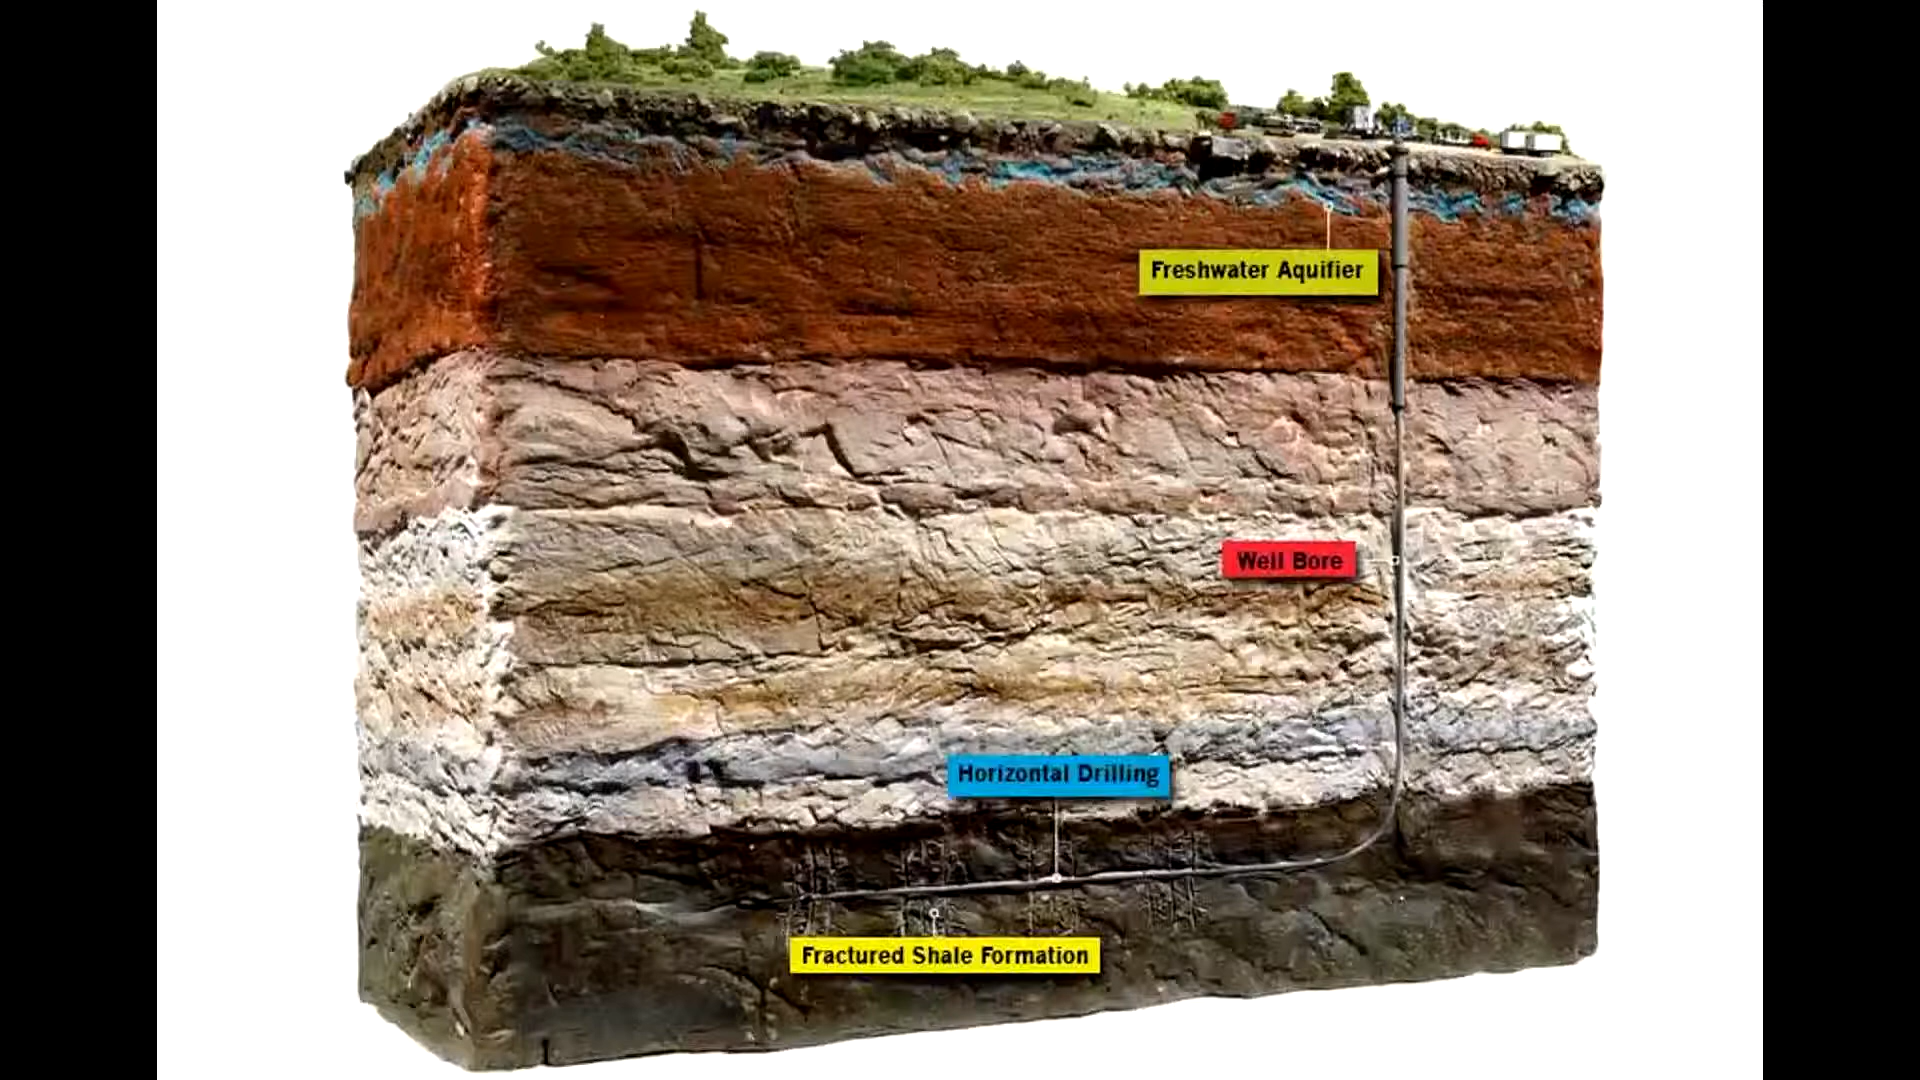 Freshwater Aquifier
Well Bore
Horizontal Drilling
Fractured Shale Formation